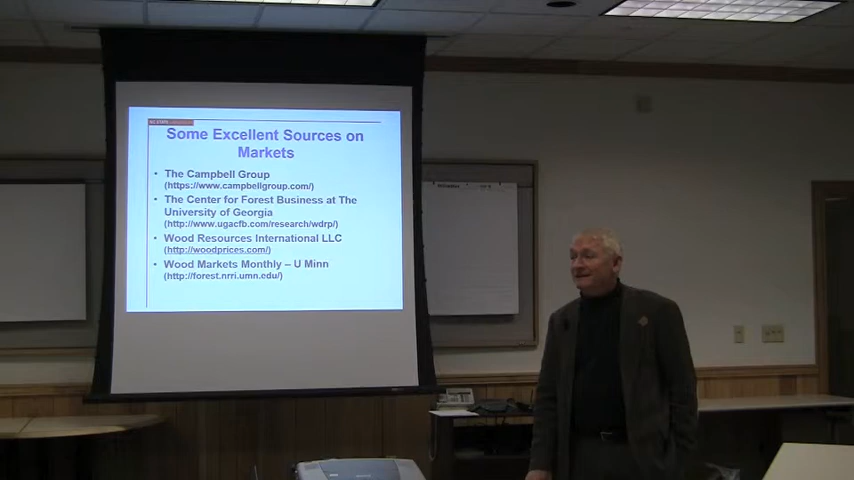 NC STATE
Some Excellent Sources on
Markets
• The Campbell Group
(https://www.campbellgroup.com/)
• The Center for Forest Business at The
University of Georgia
(http://www.ugacfb.com/research/wdrp/)
• Wood Resources International LLC
(http://woodprices.com/)
• Wood Markets Monthly – U Minn
(http://forest.nrri.umn.edu/)